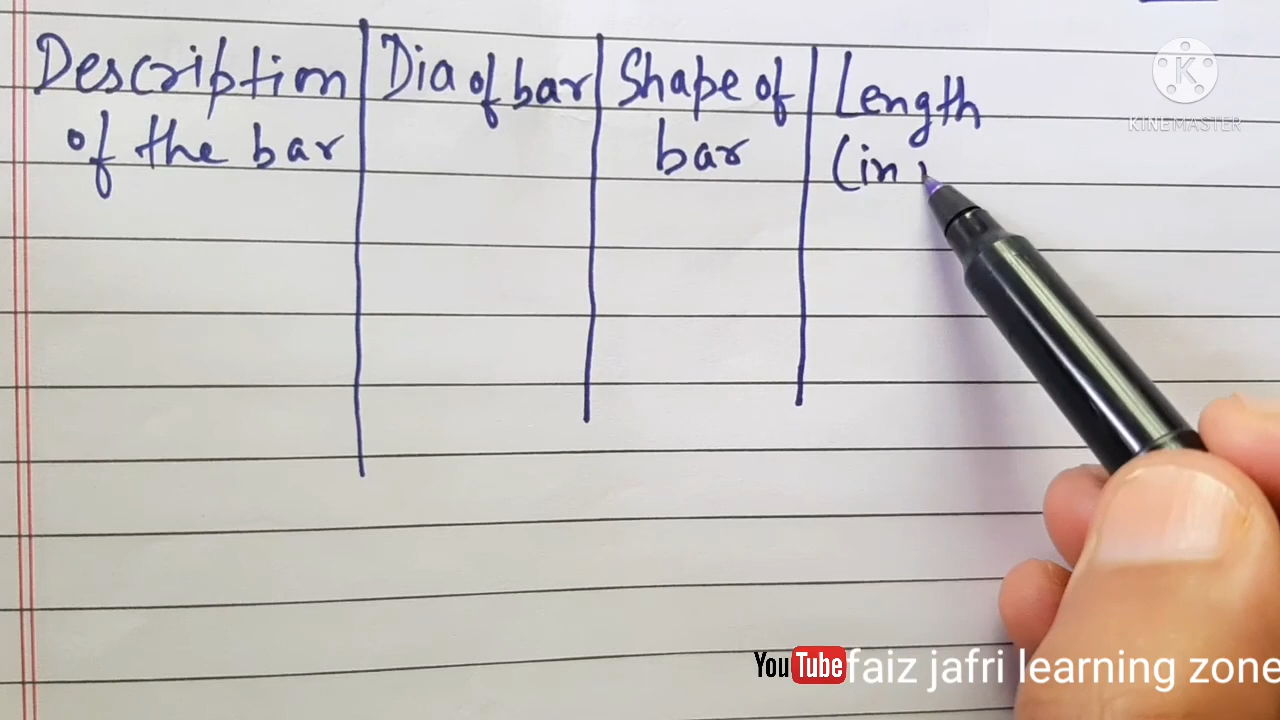 Description
of the bar
Dia of bar
Shape of
bar
Length
(in
KINEMASTER
YouTube faiz jafri learning zone